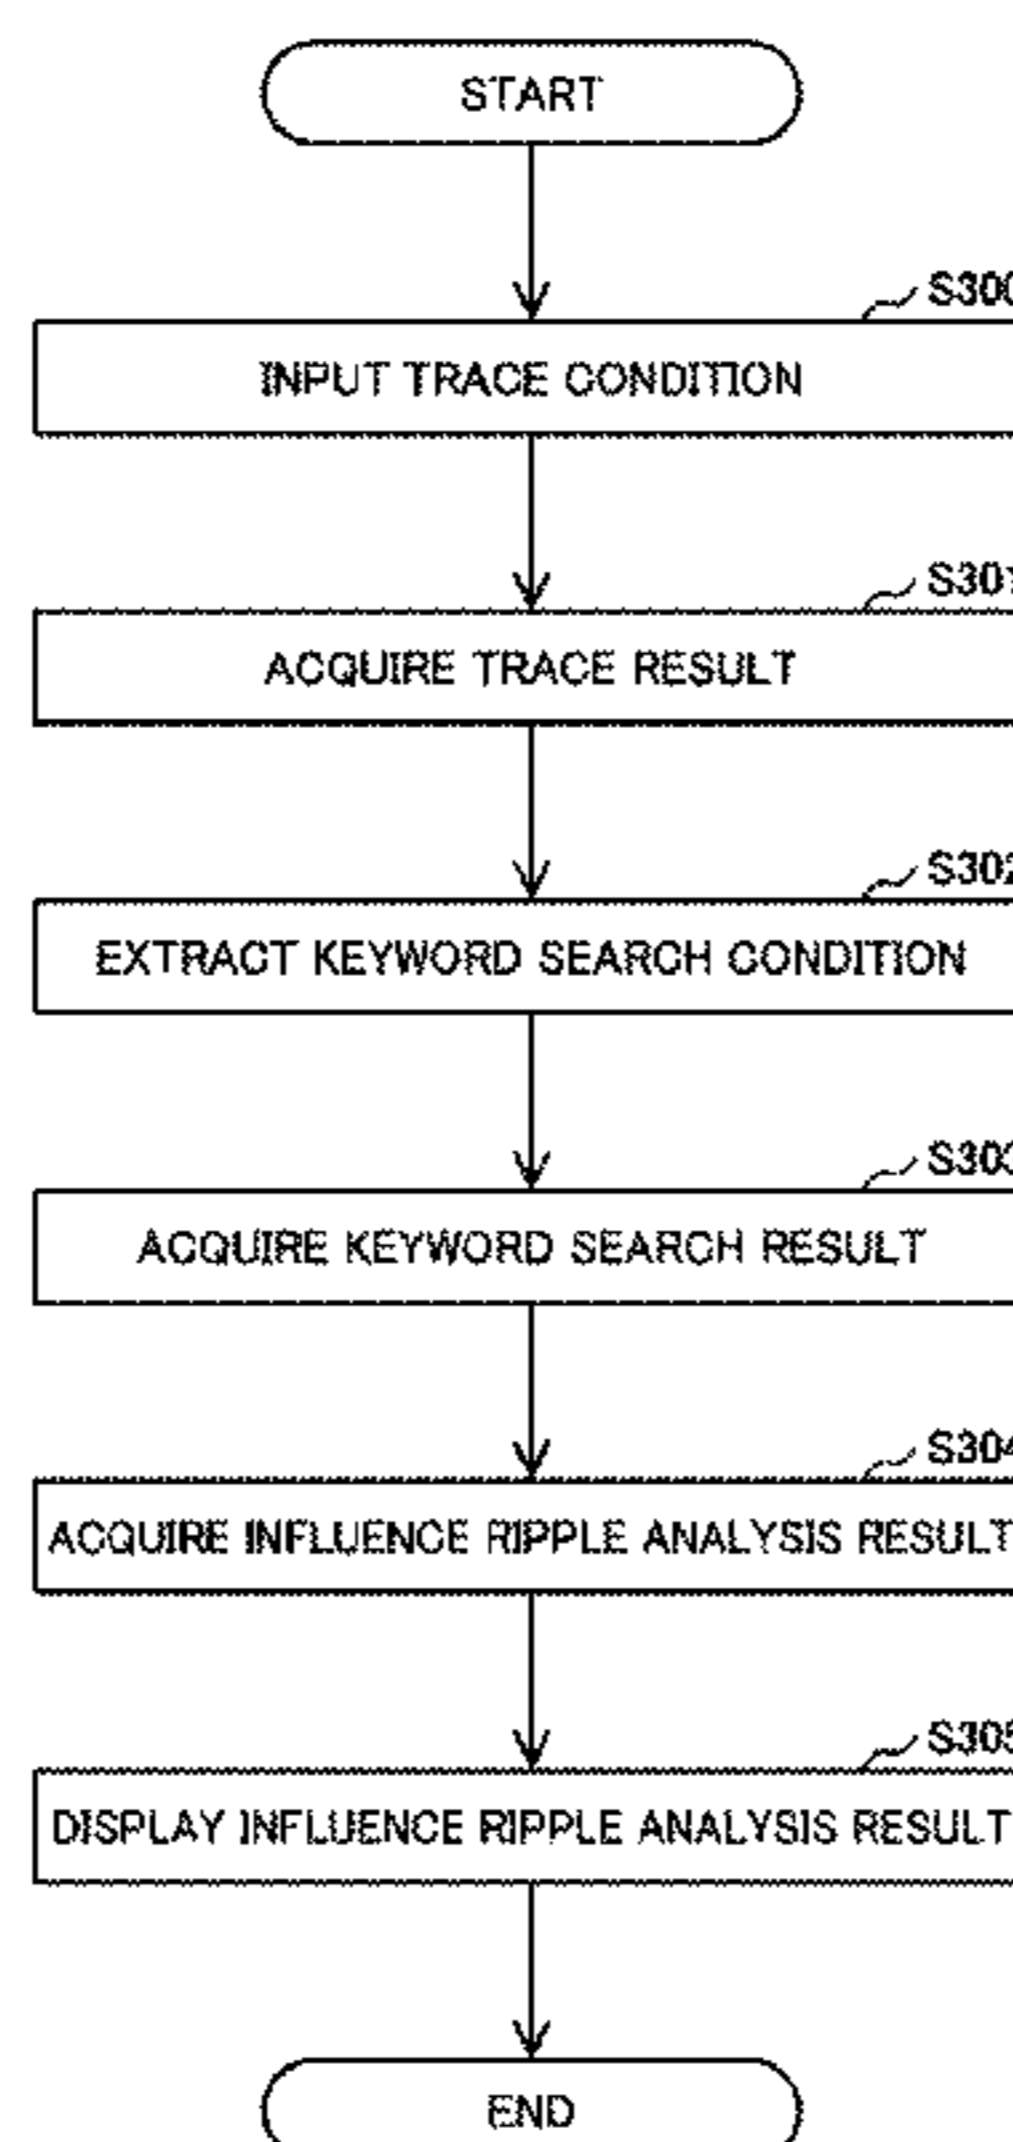 START
S300
INPUT TRACE CONDITION
S301
ACQUIRE TRACE RESULT
S302
EXTRACT KEYWORD SEARCH CONDITION
S303
ACQUIRE KEYWORD SEARCH RESULT
S304
ACQUIRE INFLUENCE RIPPLE ANALYSIS RESULT
S305
DISPLAY INFLUENCE RIPPLE ANALYSIS RESULT
END